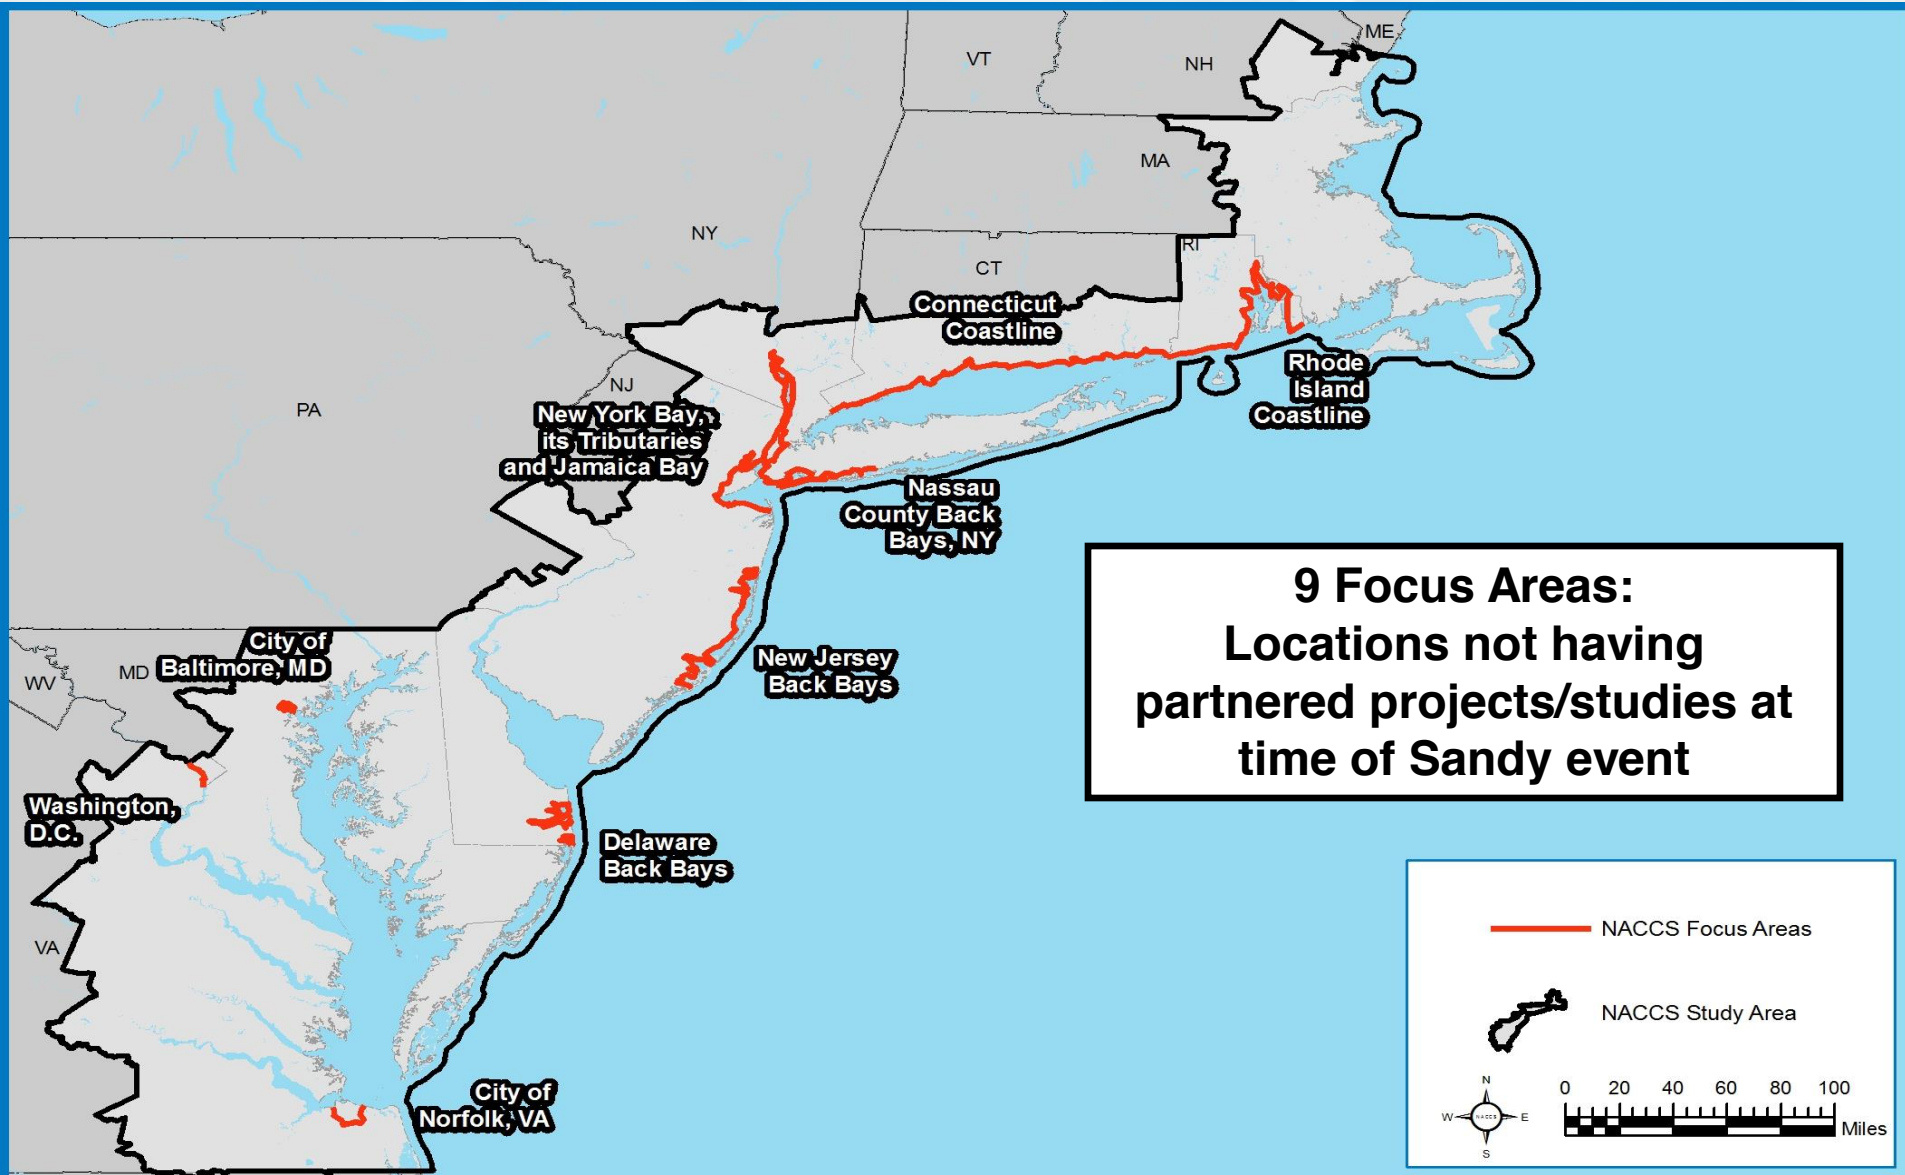 ME
VT
NH
MA
NY
RI
CT
Connecticut
Coastline
Rhode
Island
Coastline
NJ
PA
New York Bay,
its Tributaries
and Jamaica Bay
Nassau
County Back
Bays, NY
9 Focus Areas:
Locations not having
partnered projects/studies at
time of Sandy event
City of
Baltimore, MD
MD
WV
New Jersey
Back Bays
Washington,
D.C.
Delaware
Back Bays
VA
City of
Norfolk, VA
NACCS Focus Areas
NACCS Study Area
N
W
NACCS
E
S
0 20 40 60 80 100
Miles